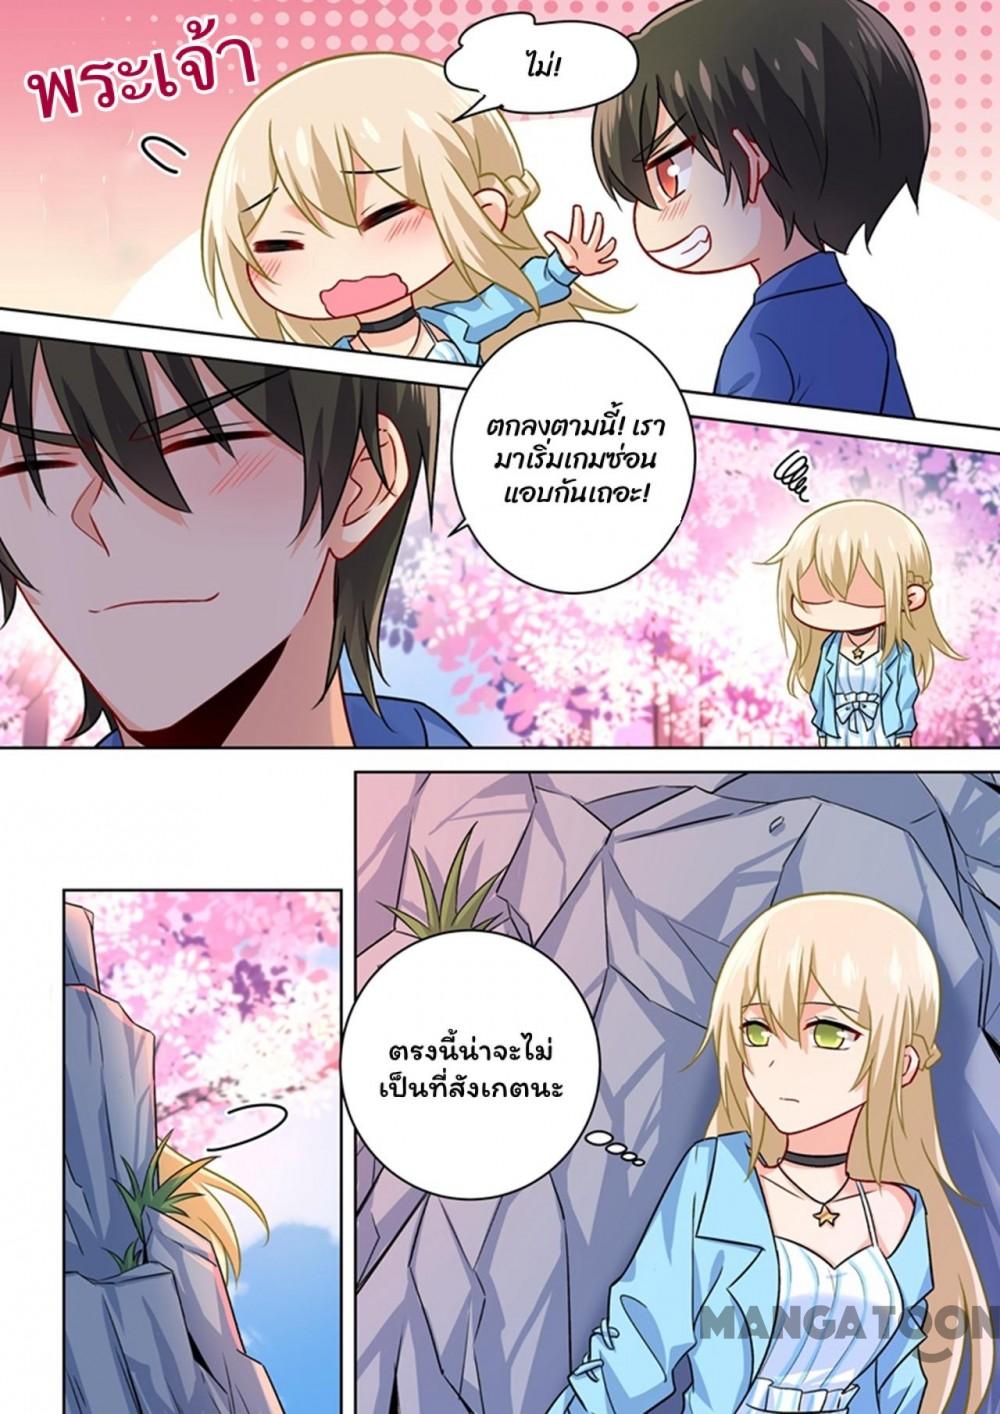 พระเจ้า
ไม่!
ตกลงตามนี้! เรา
มาเริ่มเกมซ่อน
แอบกันเถอะ!
ตรงนี้น่าจะไม่
เป็นที่สังเกตนะ
MANGATOON